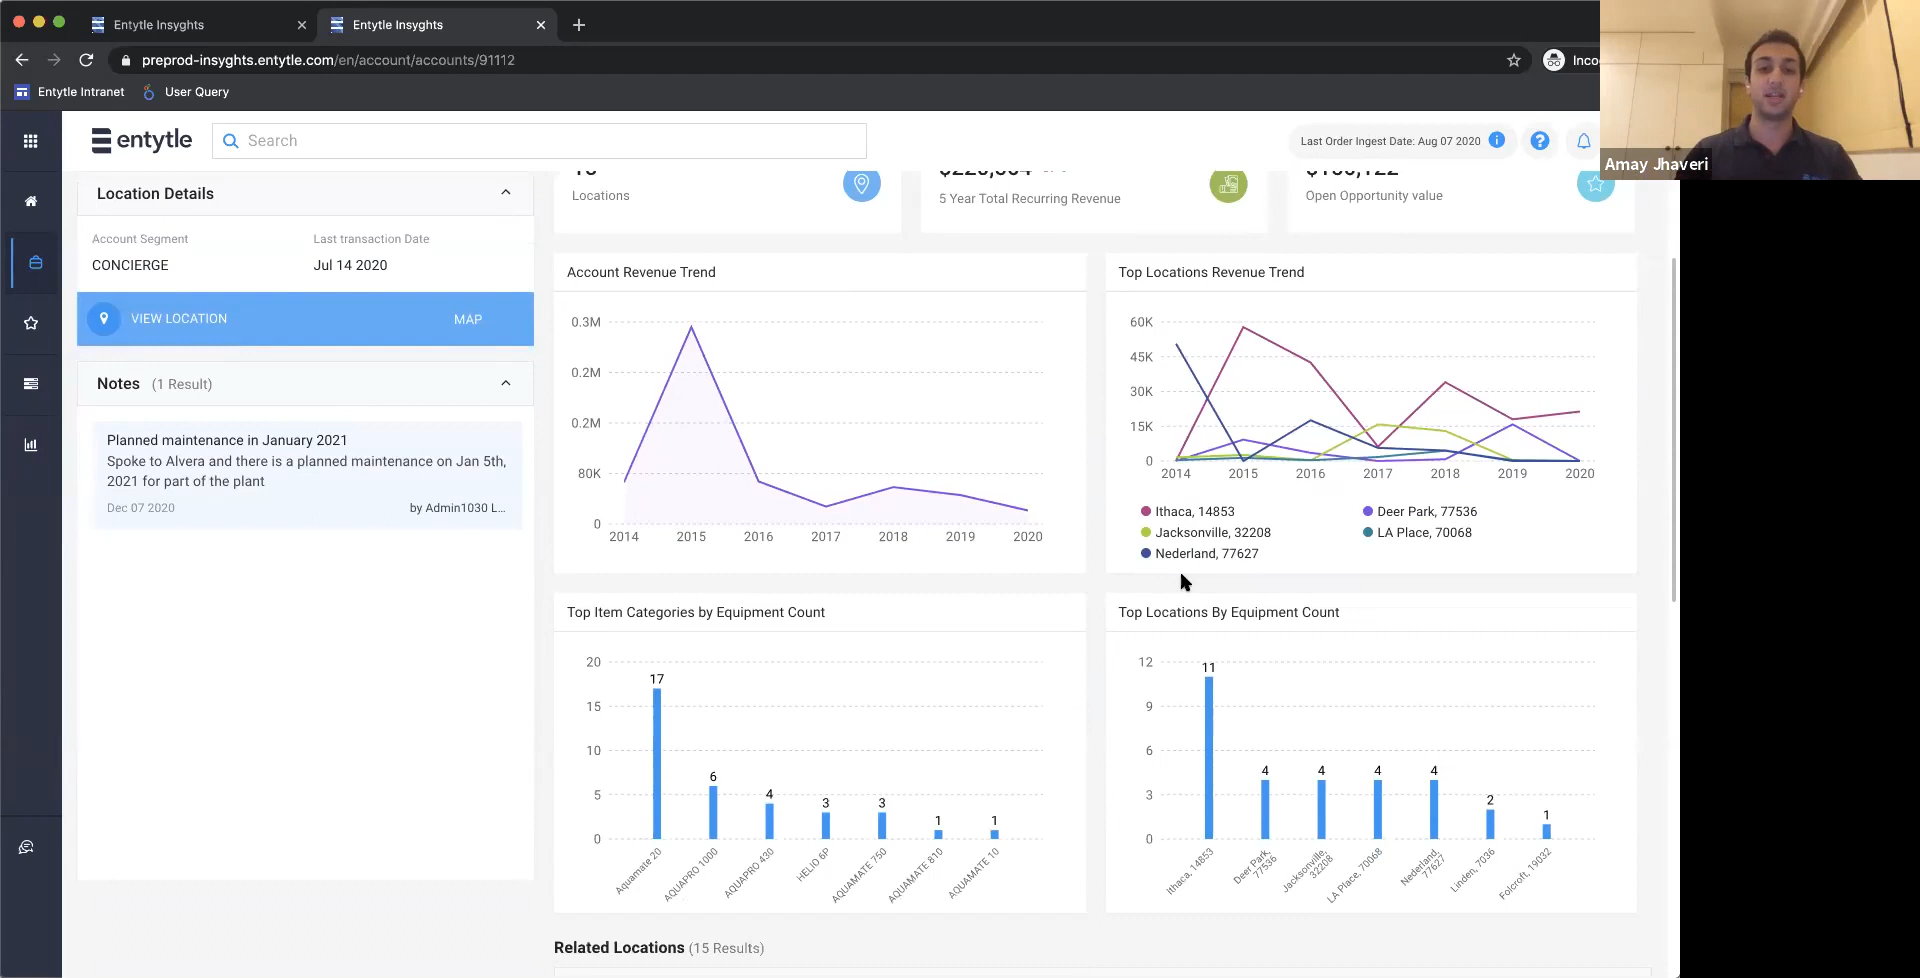 Entytle Insyghts
Entytle Insyghts
preprod-insyghts.entytle.com/en/account/accounts/91112
Entytle Intranet
User Query
entytle
Search
Last Order Ingest Date: Aug 07 2020
Amay Jhaveri
Location Details
Account Segment
Last transaction Date
CONCIERGE
Jul 14 2020
VIEW LOCATION
MAP
Notes (1 Result)
Planned maintenance in January 2021
Spoke to Alvera and there is a planned maintenance on Jan 5th,
2021 for part of the plant
Dec 07 2020
by Admin1030 L...
Locations
5 Year Total Recurring Revenue
Open Opportunity value
Account Revenue Trend
0.3M
0.2M
0.2M
80K
0
2014 2015 2016 2017 2018 2019 2020
Top Locations Revenue Trend
60K
45K
30K
15K
0
2014 2015 2016 2017 2018 2019 2020
Ithaca, 14853
Deer Park, 77536
Jacksonville, 32208
LA Place, 70068
Nederland, 77627
Top Item Categories by Equipment Count
20
15
10
5
0
17 6 4 3 3 1 1
Aquamate 20
AQUAPRO 1000
AQUAPRO 430
HELIO 6P
AQUAMATE 750
AQUAMATE 810
AQUAMATE 10
Top Locations By Equipment Count
12
9
6
3
0
11 4 4 4 4 2 1
Ithaca, 14853
Deer Park,
77536
Jacksonville,
32208
LA Place, 70068
Nederland,
77627
Linden, 7036
Folcroft, 19032
Related Locations (15 Results)